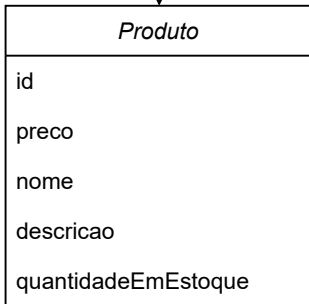 Produto
id
preco
nome
descricao
quantidadeEmEstoque